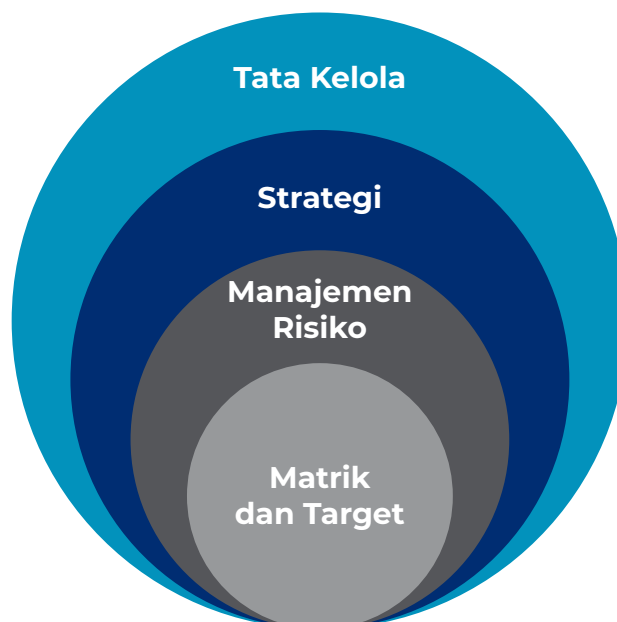 Tata Kelola
Strategi
Manajemen
Risiko
Matrik
dan Target